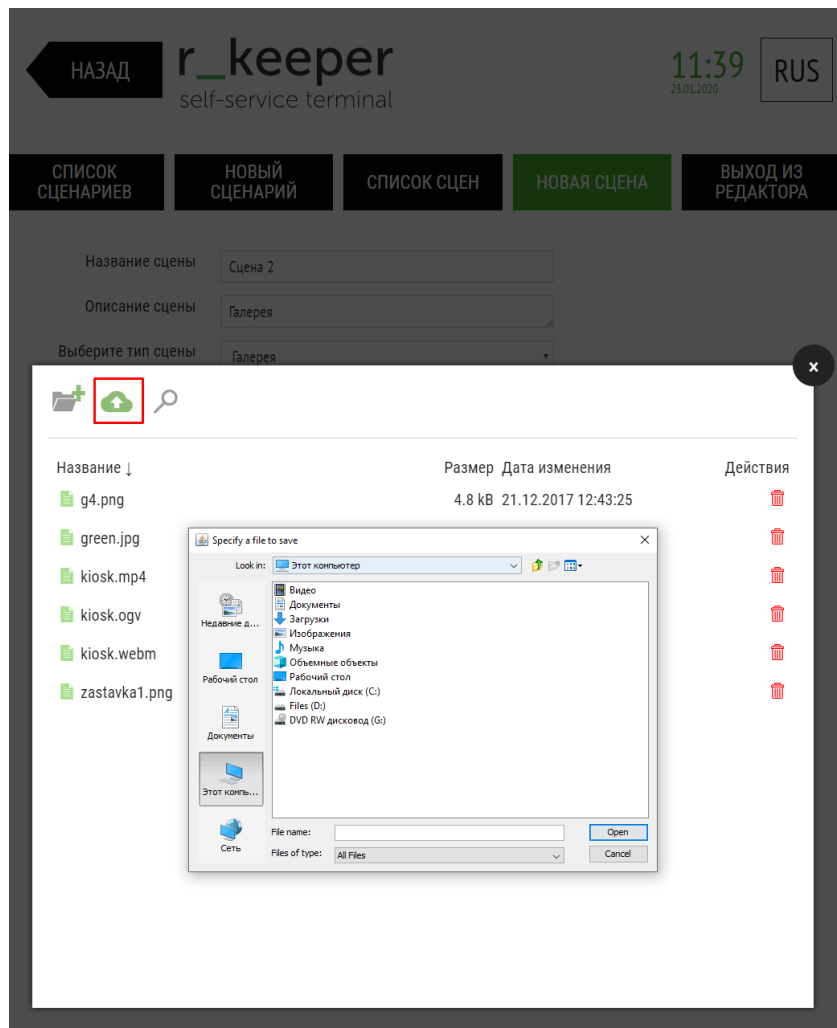 НАЗАД
r_keeper
self-service terminal
11:39
23.01.2020
RUS
СПИСОК
СЦЕНАРИЕВ
НОВЫЙ
СЦЕНАРИЙ
СПИСОК СЦЕН
НОВАЯ СЦЕНА
ВЫХОД ИЗ
РЕДАКТОРА
Название сцены
Сцена 2
Описание сцены
Галерея
Выберите тип сцены
Галерея
x
Название ↓ Размер Дата изменения Действия
g4.png 4.8 kB 21.12.2017 12:43:25
green.jpg
kiosk.mp4
kiosk.ogv
kiosk.webm
zastavka1.png
Specify a file to save
Look in: Этот компьютер
Недавние д...
Рабочий стол
Документы
Этот компь...
Сеть
Видео
Документы
Загрузки
Изображения
Музыка
Объемные объекты
Рабочий стол
Локальный диск (C:)
Files (D:)
DVD RW дисковод (G:)
File name:
Open
Files of type: All Files
Cancel